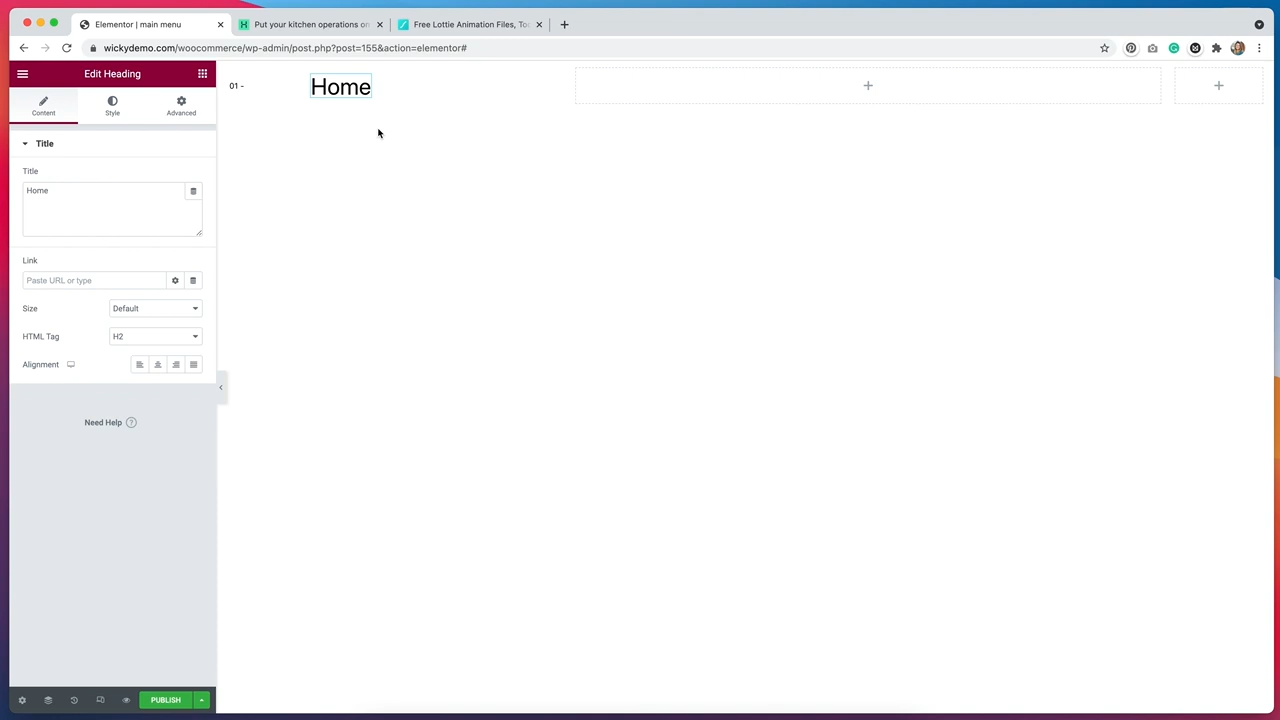 Elementor | main menu
Put your kitchen operations on
Free Lottie Animation Files, Too
wickydemo.com/woocommerce/wp-admin/post.php?post=155&action=elementor#
Edit Heading
Content
Style
Advanced
Title
Title
Home
Link
Paste URL or type
Size
Default
HTML Tag
H2
Alignment
Need Help
PUBLISH
01 -
Home